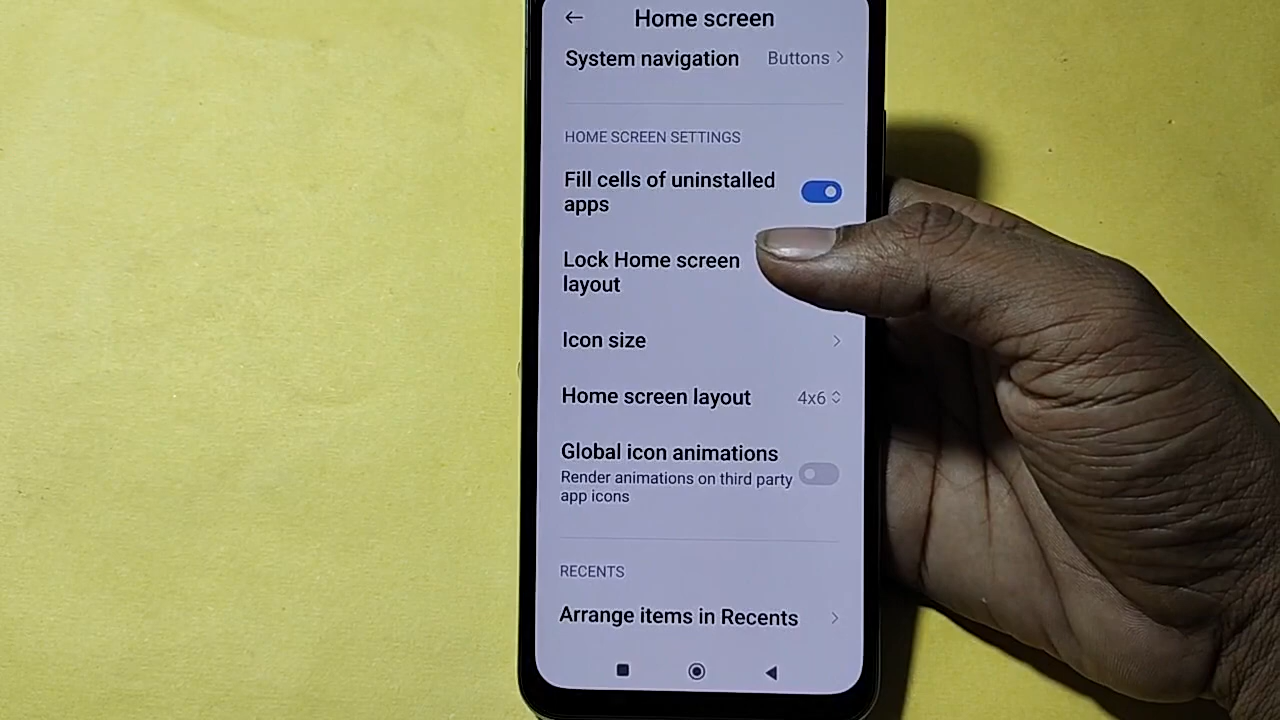 Home screen
System navigation Buttons
HOME SCREEN SETTINGS
Fill cells of uninstalled
apps
Lock Home screen
layout
Icon size
Home screen layout 4x6
Global icon animations
Render animations on third party
app icons
RECENTS
Arrange items in Recents